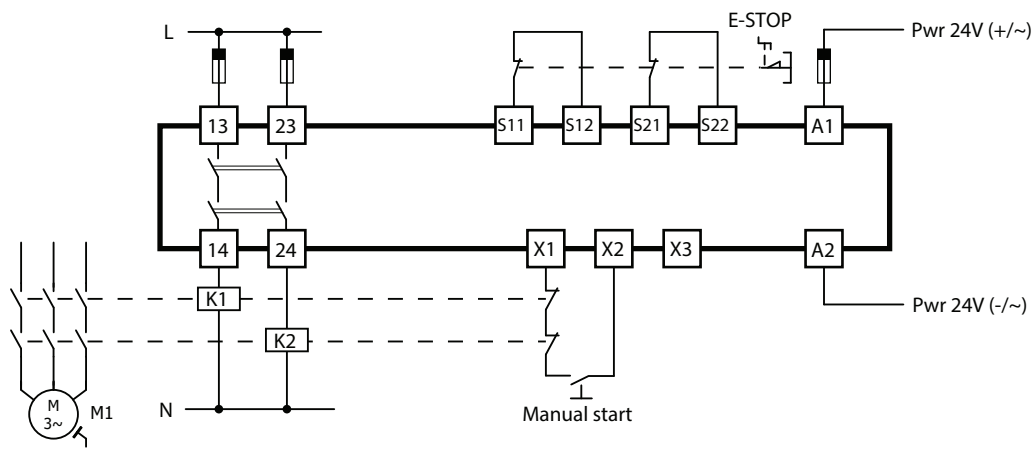 E-STOP
L
Pwr 24V (+/~)
13
23
S11
S12
S21
S22
A1
14
24
X1
X2
X3
A2
K1
Pwr 24V (-/~)
K2
M
3~
M1
N
Manual start